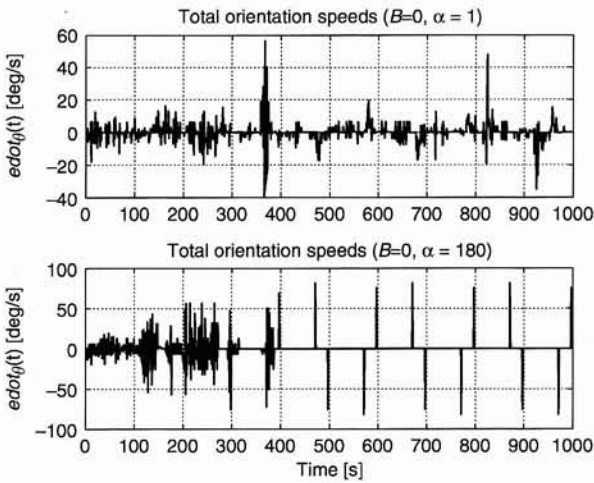 Total orientation speeds (B=0, α = 1)
edotθ(t) [deg/s]
60
40
20
0
−20
−40
0 100 200 300 400 500 600 700 800 900 1000
Total orientation speeds (B=0, α = 180)
edotθ(t) [deg/s]
100
50
0
−50
−100
0 100 200 300 400 500 600 700 800 900 1000
Time [s]